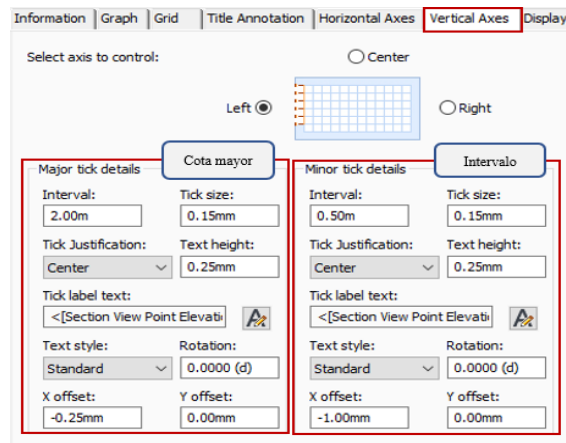 Information Graph Grid Title Annotation Horizontal Axes Vertical Axes Display
Select axis to control:
Center
Left
Right
Cota mayor
Major tick details
Interval: Tick size:
2.00m 0.15mm
Tick Justification: Text height:
Center 0.25mm
Tick label text:
<[Section View Point Elevati
Text style: Rotation:
Standard 0.0000 (d)
X offset: Y offset:
-0.25mm 0.00mm
Intervalo
Minor tick details
Interval: Tick size:
0.50m 0.15mm
Tick Justification: Text height:
Center 0.25mm
Tick label text:
<[Section View Point Elevati
Text style: Rotation:
Standard 0.0000 (d)
X offset: Y offset:
-1.00mm 0.00mm